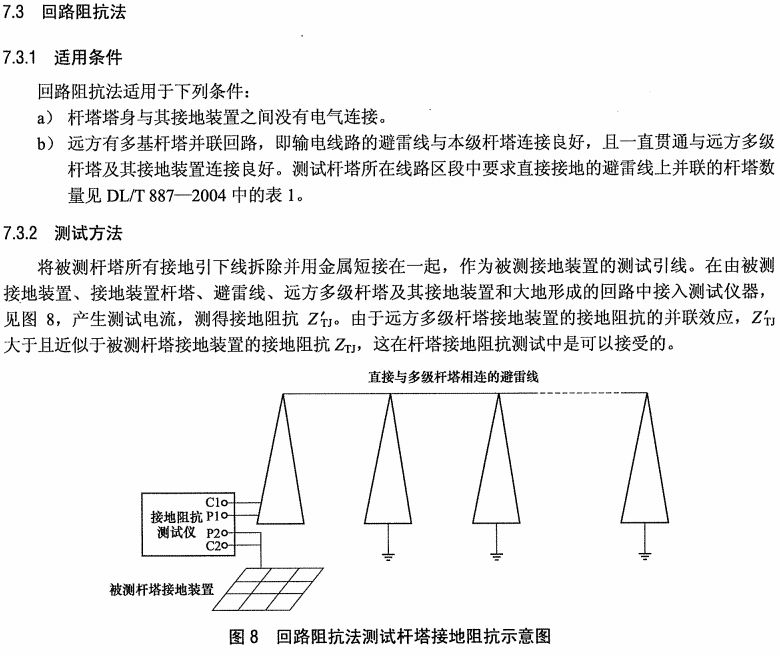 7.3 回路阻抗法
7.3.1 适用条件
回路阻抗法适用于下列条件：
a） 杆塔塔身与其接地装置之间没有电气连接。
b） 远方有多基杆塔并联回路，即输电线路的避雷线与本级杆塔连接良好，且一直贯通与远方多级
杆塔及其接地装置连接良好。测试杆塔所在线路区段中要求直接接地的避雷线上并联的杆塔数
量见 DL/T 887—2004 中的表 1。
7.3.2 测试方法
将被测杆塔所有接地引下线拆除并用金属短接在一起，作为被测接地装置的测试引线。在由被测
接地装置、接地装置杆塔、避雷线、远方多级杆塔及其接地装置和大地形成的回路中接入测试仪器，
见图 8，产生测试电流，测得接地阻抗 Z′TJ。由于远方多级杆塔接地装置的接地阻抗的并联效应，Z′TJ
大于且近似于被测杆塔接地装置的接地阻抗 ZTJ，这在杆塔接地阻抗测试中是可以接受的。
直接与多级杆塔相连的避雷线
接地阻抗
测试仪
C1
P1
P2
C2
被测杆塔接地装置
图 8 回路阻抗法测试杆塔接地阻抗示意图